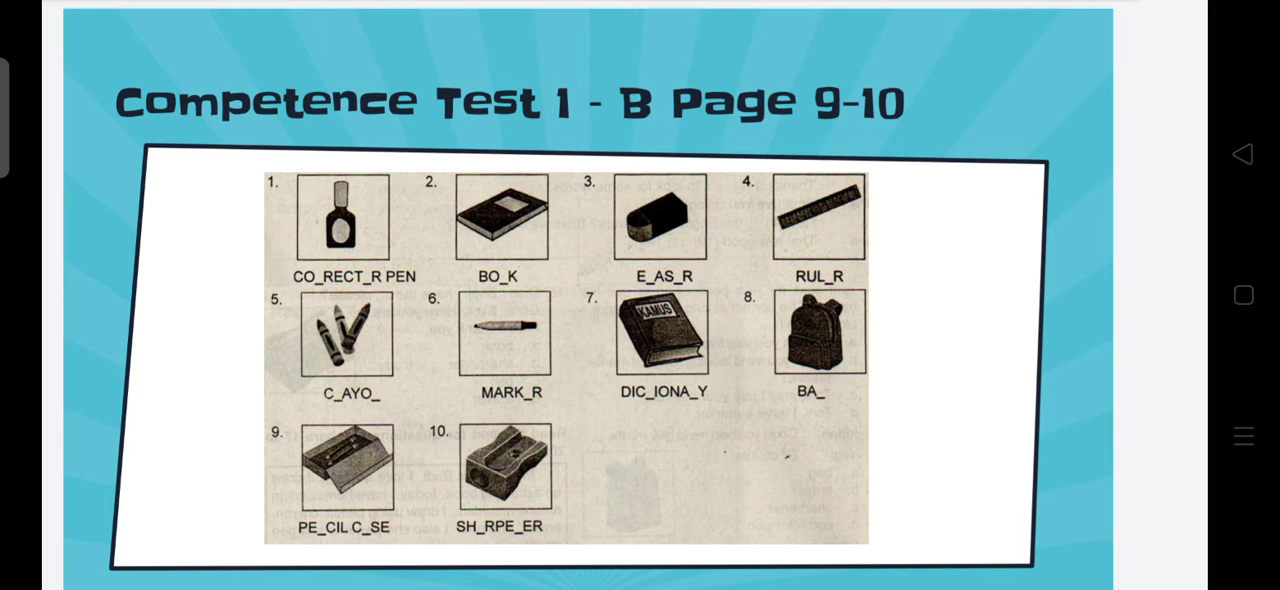 Competence Test 1 - B Page 9-10
1. 2. 3. 4.
CO_RECT_R PEN BO_K E_AS_R RUL_R
5. 6. 7. KAMUS 8.
C_AYO_ MARK_R DIC_IONA_Y BA_
9. 10.
PE_CIL C_SE SH_RPE_ER